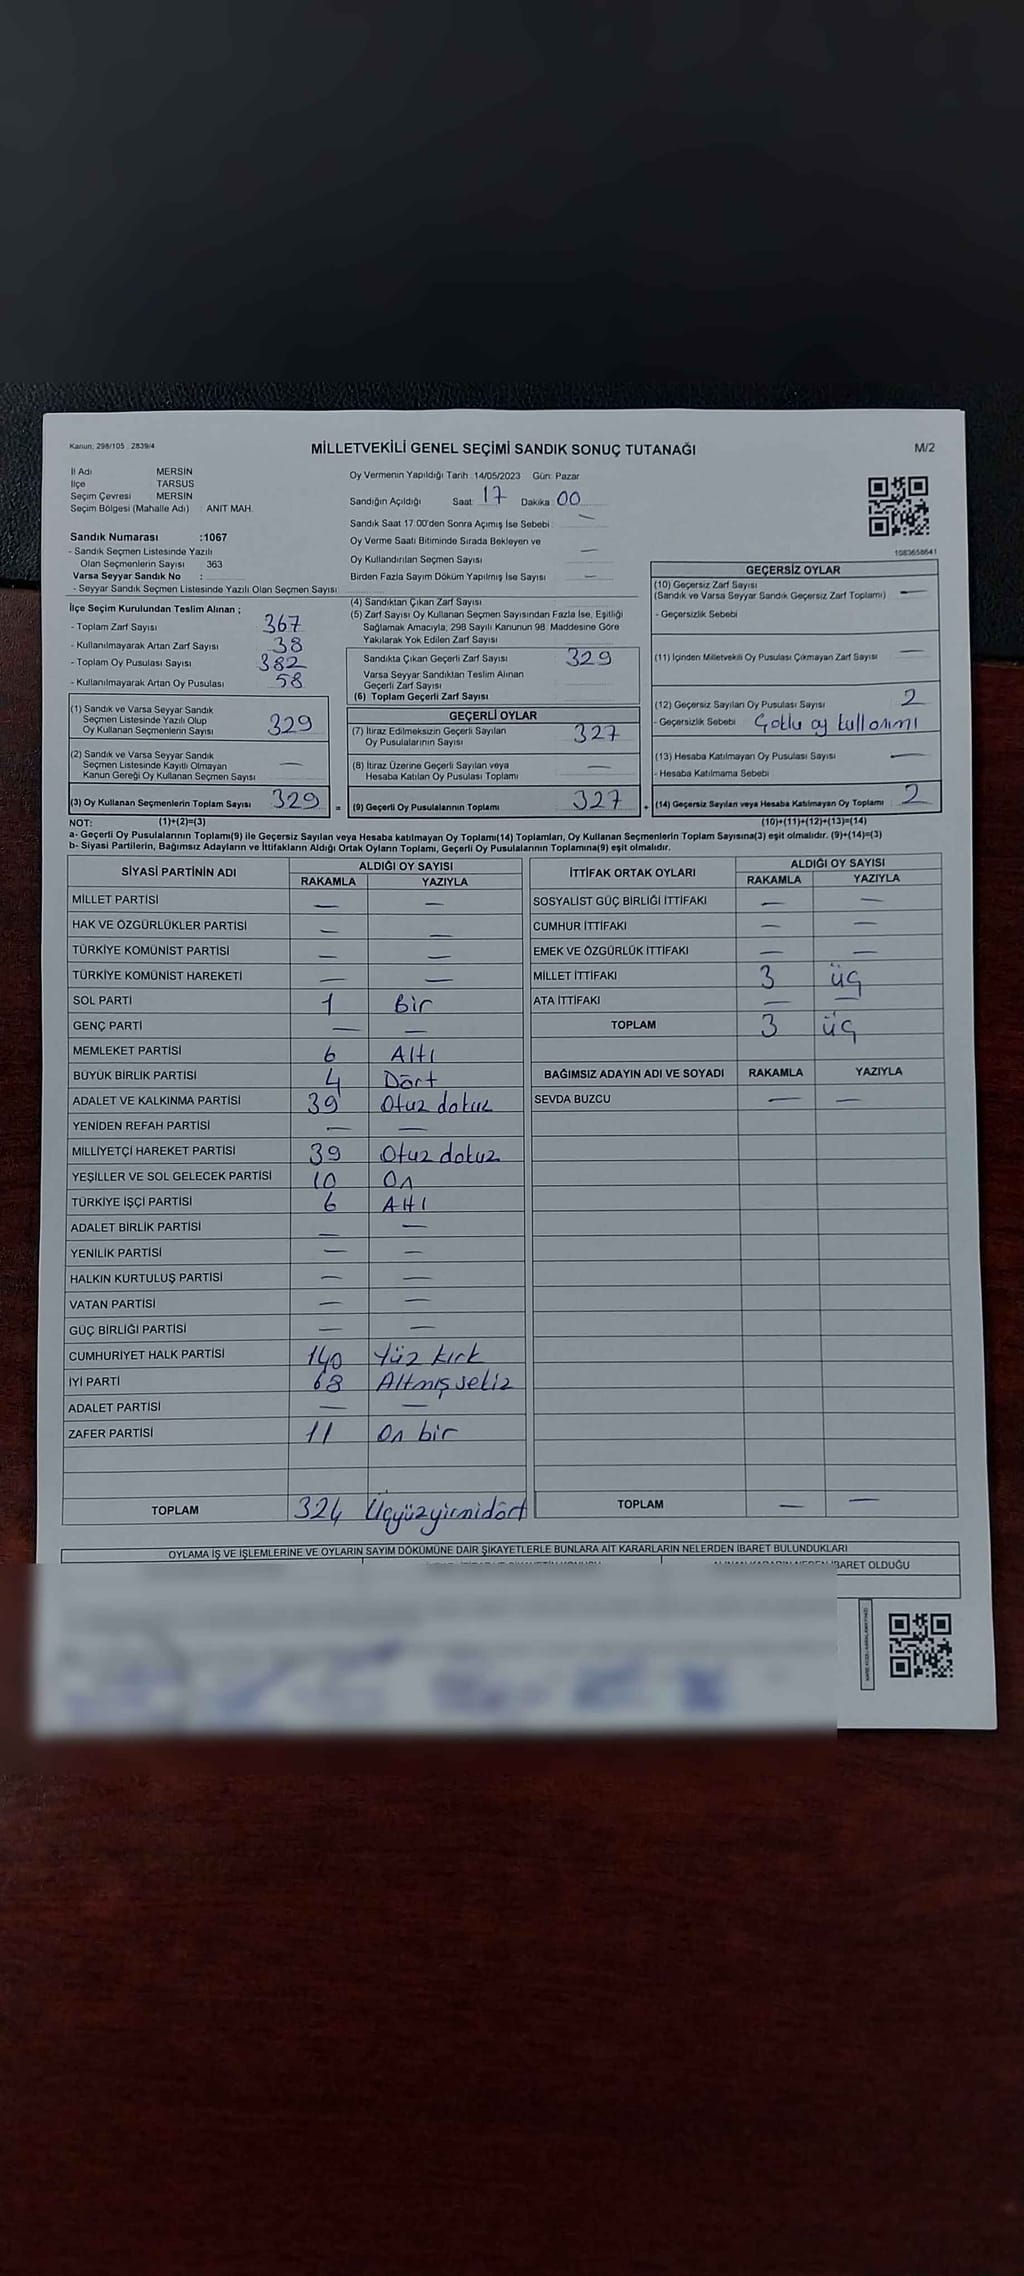 Kanun; 298/105 , 2839/4
MİLLETVEKİLİ GENEL SEÇİMİ SANDIK SONUÇ TUTANAĞI
M/2
İl Adı MERSİN
İlçe TARSUS
Seçim Çevresi MERSİN
Seçim Bölgesi (Mahalle Adı) ANIT MAH.
Oy Vermenin Yapıldığı Tarih : 14/05/2023 Gün: Pazar
Sandığın Açıldığı Saat: 17 Dakika 00
Sandık Saat 17:00'den Sonra Açımış İse Sebebi : —
Oy Verme Saati Bitiminde Sırada Bekleyen ve
Oy Kullandırılan Seçmen Sayısı —
Birden Fazla Sayım Döküm Yapılmış İse Sayısı —
1083658641
Sandık Numarası :1067
- Sandık Seçmen Listesinde Yazılı
Olan Seçmenlerin Sayısı 363
Varsa Seyyar Sandık No :
- Seyyar Sandık Seçmen Listesinde Yazılı Olan Seçmen Sayısı
İlçe Seçim Kurulundan Teslim Alınan ;
- Toplam Zarf Sayısı 367
- Kullanılmayarak Artan Zarf Sayısı 38
- Toplam Oy Pusulası Sayısı 382
- Kullanılmayarak Artan Oy Pusulası 58
(1) Sandık ve Varsa Seyyar Sandık
Seçmen Listesinde Yazılı Olup
Oy Kullanan Seçmenlerin Sayısı 329
(2) Sandık ve Varsa Seyyar Sandık
Seçmen Listesinde Kayıtlı Olmayan
Kanun Gereği Oy Kullanan Seçmen Sayısı —
(3) Oy Kullanan Seçmenlerin Toplam Sayısı 329 =
(4) Sandıktan Çıkan Zarf Sayısı
(5) Zarf Sayısı Oy Kullanan Seçmen Sayısından Fazla İse, Eşitliği
Sağlamak Amacıyla; 298 Sayılı Kanunun 98. Maddesine Göre
Yakılarak Yok Edilen Zarf Sayısı
Sandıkta Çıkan Geçerli Zarf Sayısı 329
Varsa Seyyar Sandıktan Teslim Alınan
Geçerli Zarf Sayısı
(6) Toplam Geçerli Zarf Sayısı
GEÇERLİ OYLAR
(7) İtiraz Edilmeksizin Geçerli Sayılan
Oy Pusulalarının Sayısı 327
(8) İtiraz Üzerine Geçerli Sayılan veya
Hesaba Katılan Oy Pusulası Toplamı —
(9) Geçerli Oy Pusulalarının Toplamı 327 +
GEÇERSİZ OYLAR
(10) Geçersiz Zarf Sayısı
(Sandık ve Varsa Seyyar Sandık Geçersiz Zarf Toplamı) —
- Geçersizlik Sebebi
(11) İçinden Milletvekili Oy Pusulası Çıkmayan Zarf Sayısı —
(12) Geçersiz Sayılan Oy Pusulası Sayısı 2
- Geçersizlik Sebebi Çoklu oy kullanımı
(13) Hesaba Katılmayan Oy Pusulası Sayısı —
- Hesaba Katılmama Sebebi
(14) Geçersiz Sayılan veya Hesaba Katılmayan Oy Toplamı 2
NOT: (1)+(2)=(3) (10)+(11)+(12)+(13)=(14)
a- Geçerli Oy Pusulalarının Toplamı(9) ile Geçersiz Sayılan veya Hesaba katılmayan Oy Toplamı(14) Toplamları, Oy Kullanan Seçmenlerin Toplam Sayısına(3) eşit olmalıdır. (9)+(14)=(3)
b- Siyasi Partilerin, Bağımsız Adayların ve İttifakların Aldığı Ortak Oyların Toplamı, Geçerli Oy Pusulalarının Toplamına(9) eşit olmalıdır.
SİYASİ PARTİNİN ADI ALDIĞI OY SAYISI
RAKAMLA YAZIYLA
MİLLET PARTİSİ — —
HAK VE ÖZGÜRLÜKLER PARTİSİ — —
TÜRKİYE KOMÜNİST PARTİSİ — —
TÜRKİYE KOMÜNİST HAREKETİ — —
SOL PARTİ 1 Bir
GENÇ PARTİ — —
MEMLEKET PARTİSİ 6 Altı
BÜYÜK BİRLİK PARTİSİ 4 Dört
ADALET VE KALKINMA PARTİSİ 39 Otuz dokuz
YENİDEN REFAH PARTİSİ — —
MİLLİYETÇİ HAREKET PARTİSİ 39 Otuz dokuz
YEŞİLLER VE SOL GELECEK PARTİSİ 10 On
TÜRKİYE İŞÇİ PARTİSİ 6 Altı
ADALET BİRLİK PARTİSİ — —
YENİLİK PARTİSİ — —
HALKIN KURTULUŞ PARTİSİ — —
VATAN PARTİSİ — —
GÜÇ BİRLİĞİ PARTİSİ — —
CUMHURİYET HALK PARTİSİ 140 Yüz kırk
İYİ PARTİ 68 Altmış sekiz
ADALET PARTİSİ — —
ZAFER PARTİSİ 11 On bir
TOPLAM 324 Üçyüzyirmidört
İTTİFAK ORTAK OYLARI ALDIĞI OY SAYISI
RAKAMLA YAZIYLA
SOSYALİST GÜÇ BİRLİĞİ İTTİFAKI — —
CUMHUR İTTİFAKI — —
EMEK VE ÖZGÜRLÜK İTTİFAKI — —
MİLLET İTTİFAKI 3 üç
ATA İTTİFAKI — —
TOPLAM 3 üç
BAĞIMSIZ ADAYIN ADI VE SOYADI RAKAMLA YAZIYLA
SEVDA BUZCU — —
TOPLAM — —
OYLAMA İŞ VE İŞLEMLERİNE VE OYLARIN SAYIM DÖKÜMÜNE DAİR ŞİKAYETLERLE BUNLARA AİT KARARLARIN NELERDEN İBARET BULUNDUKLARI
İBARET OLDUĞU